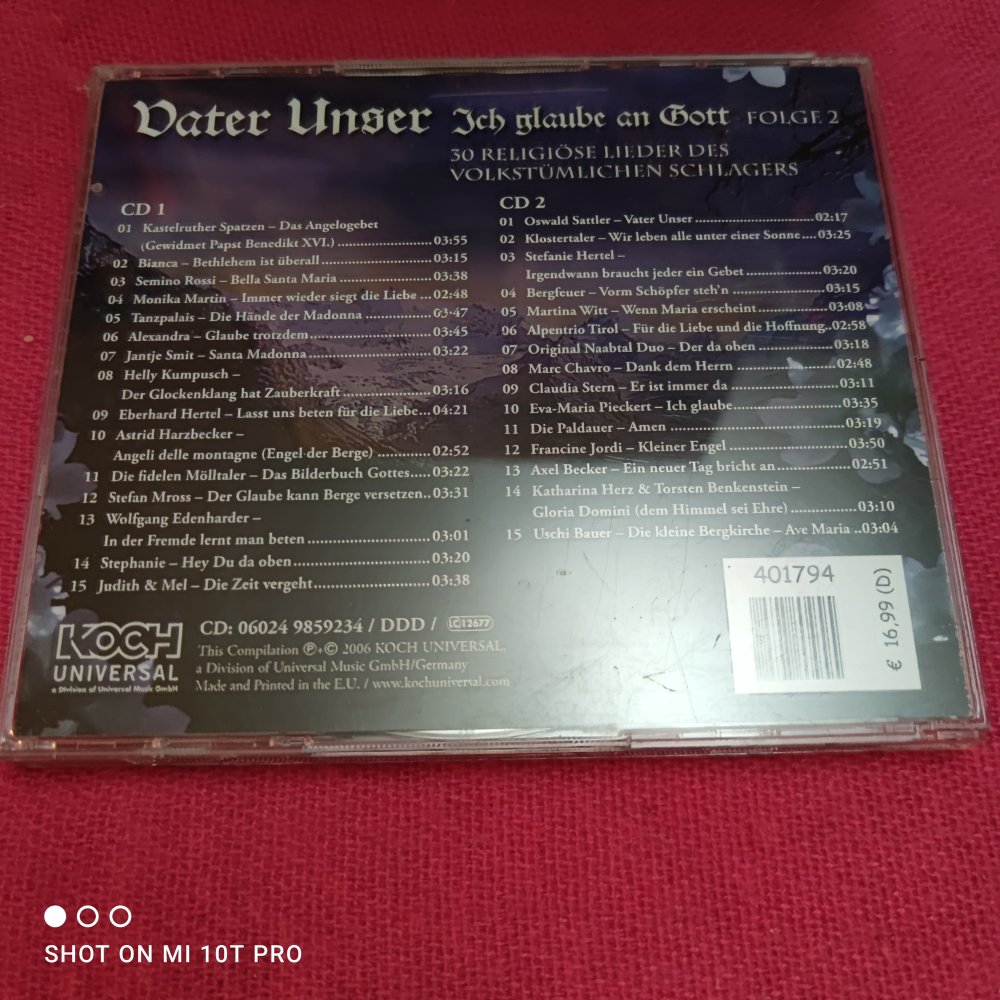 Vater Unser Ich glaube an Gott FOLGE 2
30 RELIGIÖSE LIEDER DES
VOLKSTÜMLICHEN SCHLAGERS
CD 1
01 Kastelruther Spatzen – Das Angelogebet
(Gewidmet Papst Benedikt XVI.) 03:55
02 Bianca – Bethlehem ist überall 03:15
03 Semino Rossi – Bella Santa Maria 03:38
04 Monika Martin – Immer wieder siegt die Liebe ... 02:48
05 Tanzpalais – Die Hände der Madonna 03:47
06 Alexandra – Glaube trotzdem 03:45
07 Jantje Smit – Santa Madonna 03:22
08 Helly Kumpusch –
Der Glockenklang hat Zauberkraft 03:16
09 Eberhard Hertel – Lasst uns beten für die Liebe... 04:21
10 Astrid Harzbecker –
Angeli delle montagne (Engel der Berge) 02:52
11 Die fidelen Mölltaler – Das Bilderbuch Gottes 03:22
12 Stefan Mross – Der Glaube kann Berge versetzen.. 03:31
13 Wolfgang Edenharder –
In der Fremde lernt man beten 03:01
14 Stephanie – Hey Du da oben 03:20
15 Judith & Mel – Die Zeit vergeht 03:38
CD 2
01 Oswald Sattler – Vater Unser 02:17
02 Klostertaler – Wir leben alle unter einer Sonne .... 03:25
03 Stefanie Hertel –
Irgendwann braucht jeder ein Gebet 03:20
04 Bergfeuer – Vorm Schöpfer steh'n 03:15
05 Martina Witt – Wenn Maria erscheint 03:08
06 Alpentrio Tirol – Für die Liebe und die Hoffnung.. 02:58
07 Original Naabtal Duo – Der da oben 03:18
08 Marc Chavro – Dank dem Herrn 02:48
09 Claudia Stern – Er ist immer da 03:11
10 Eva-Maria Pieckert – Ich glaube 03:35
11 Die Paldauer – Amen 03:19
12 Francine Jordi – Kleiner Engel 03:50
13 Axel Becker – Ein neuer Tag bricht an 02:51
14 Katharina Herz & Torsten Benkenstein –
Gloria Domini (dem Himmel sei Ehre) 03:10
15 Uschi Bauer – Die kleine Bergkirche – Ave Maria .. 03:04
401794
€ 16,99 (D)
KOCH
UNIVERSAL
a Division of Universal Music GmbH
CD: 06024 9859234 / DDD / LC 12677
This Compilation ℗+© 2006 KOCH UNIVERSAL,
a Division of Universal Music GmbH/Germany
Made and Printed in the E.U. / www.kochuniversal.com
SHOT ON MI 10T PRO